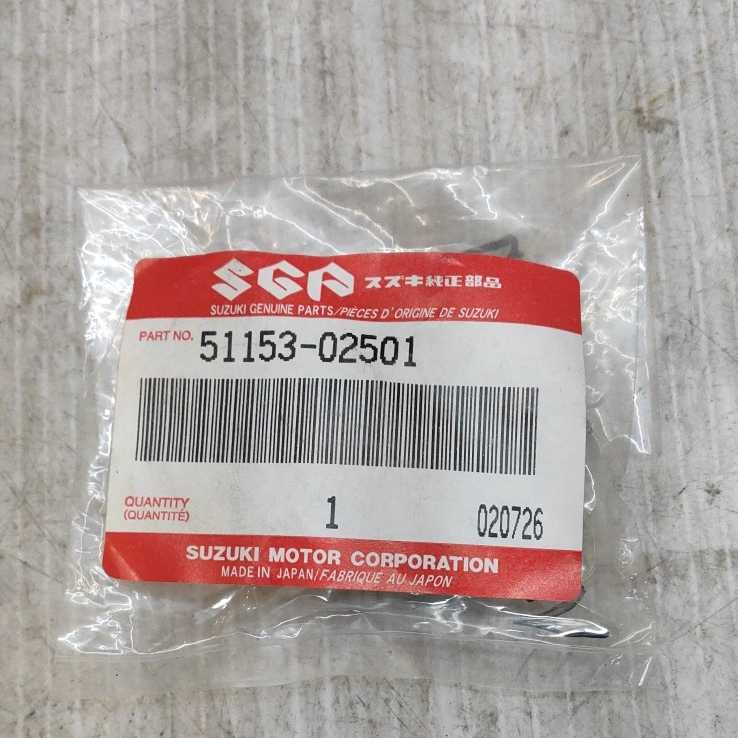 SGP スズキ純正部品
SUZUKI GENUINE PARTS/PIÈCES D'ORIGINE DE SUZUKI
PART NO. 51153-02501
QUANTITY 1 020726
(QUANTITÉ)
SUZUKI MOTOR CORPORATION
MADE IN JAPAN/FABRIQUE AU JAPON